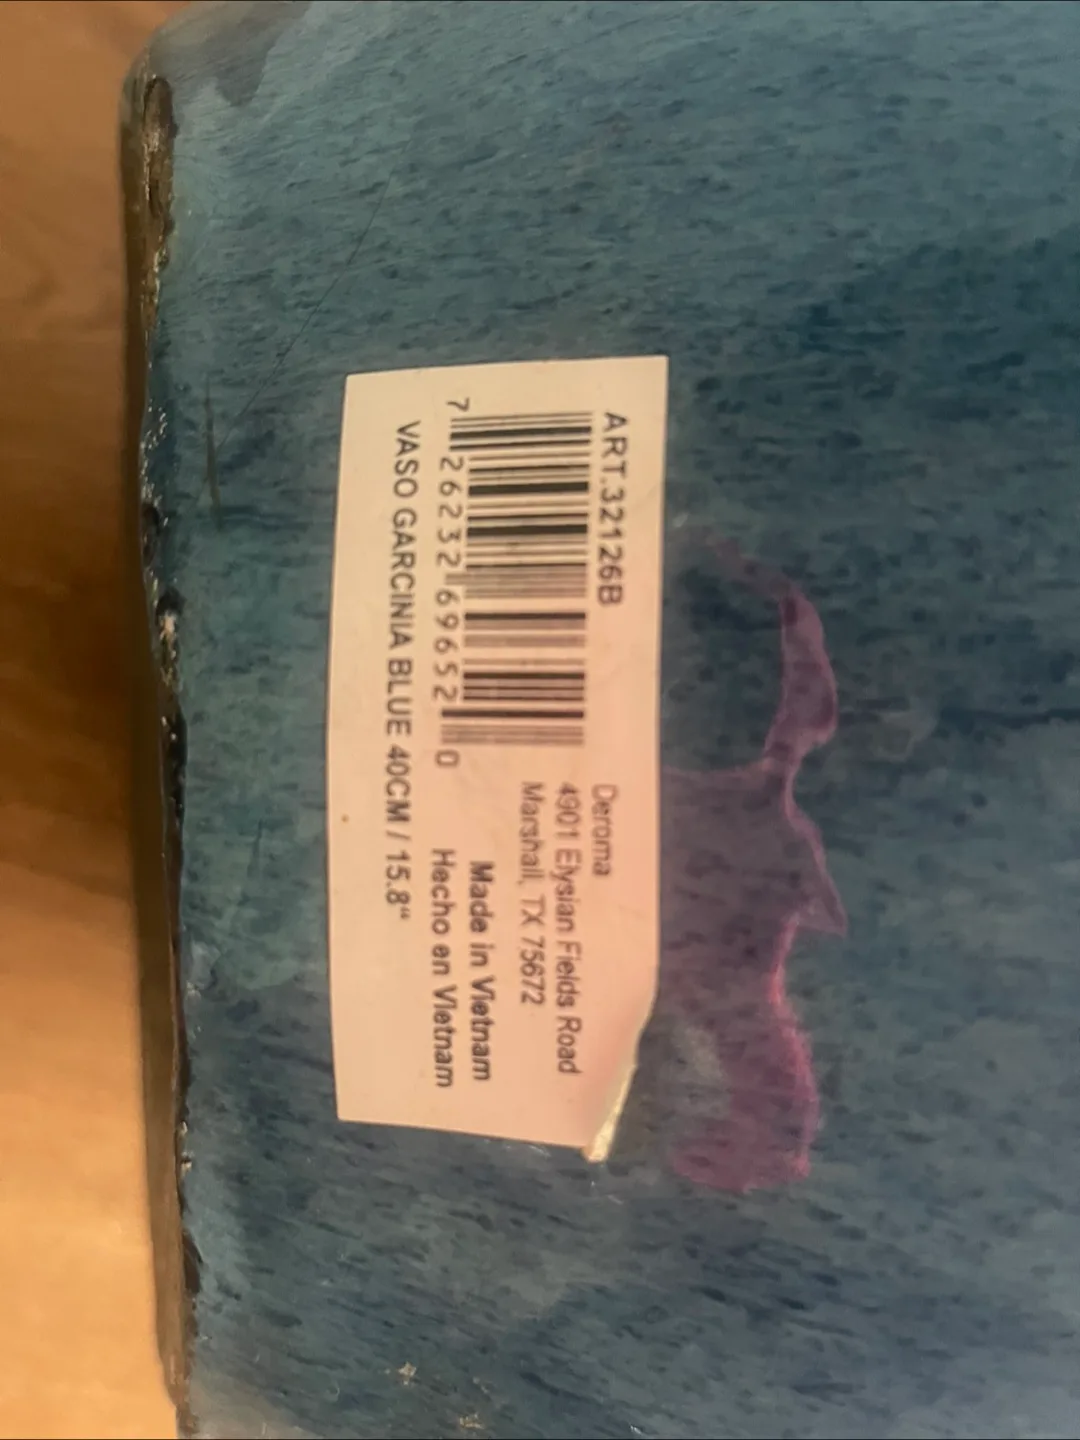 ART.32126B
7 26232 69652 0
VASO GARCINIA BLUE 40CM / 15.8“
Deroma
4901 Elysian Fields Road
Marshall, TX 75672
Made in Vietnam
Hecho en Vietnam